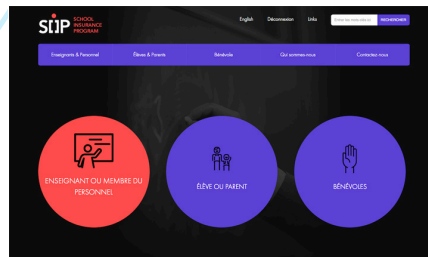 SIIP SCHOOL
INSURANCE
PROGRAM
English Déconnexion Links RECHERCHER
Enseignants & Personnel Élèves & Parents Bénévole Qui sommes-nous Contactez-nous
ENSEIGNANT OU MEMBRE DU
PERSONNEL
ÉLÈVE OU PARENT
BÉNÉVOLES